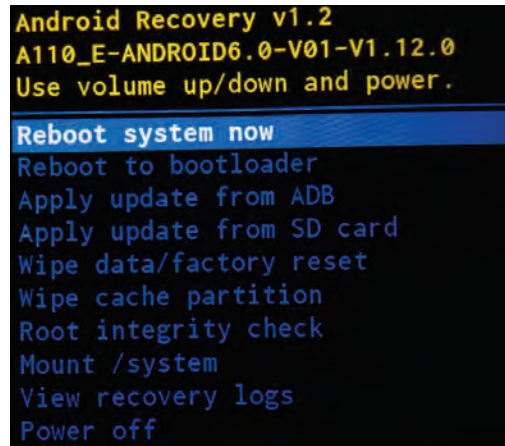 Android Recovery v1.2
A110_E-ANDROID6.0-V01-V1.12.0
Use volume up/down and power.
Reboot system now
Reboot to bootloader
Apply update from ADB
Apply update from SD card
Wipe data/factory reset
Wipe cache partition
Root integrity check
Mount /system
View recovery logs
Power off